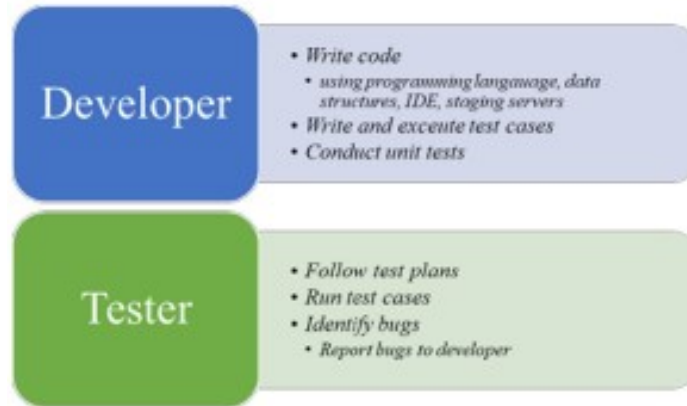 Developer
• Write code
• using programming langauage, data
structures, IDE, staging servers
• Write and exceute test cases
• Conduct unit tests
Tester
• Follow test plans
• Run test cases
• Identify bugs
• Report bugs to developer